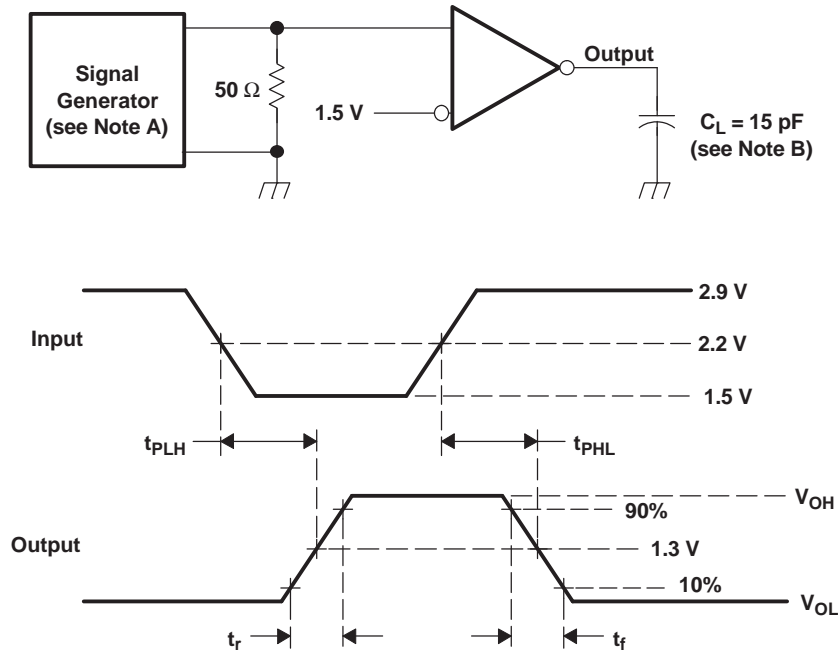 Signal
Generator
(see Note A)
50 Ω
1.5 V
Output
C_L = 15 pF
(see Note B)
Input
2.9 V
2.2 V
1.5 V
t_PLH
t_PHL
Output
V_OH
90%
1.3 V
10%
V_OL
t_r
t_f